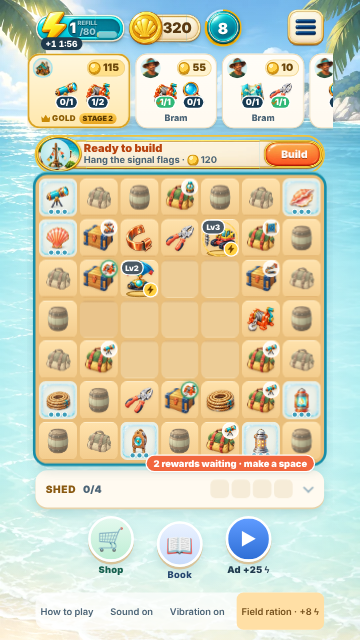 1 REFILL /80
+1 1:56
320
8
115
0/1 1/2
GOLD STAGE 2
55
1/1 0/1
Bram
10
0/1 1/1
Bram
Ready to build
Hang the signal flags · 120
Build
Lv3
Lv2
2 rewards waiting · make a space
SHED 0/4
Shop
Book
Ad +25
How to play
Sound on
Vibration on
Field ration · +8